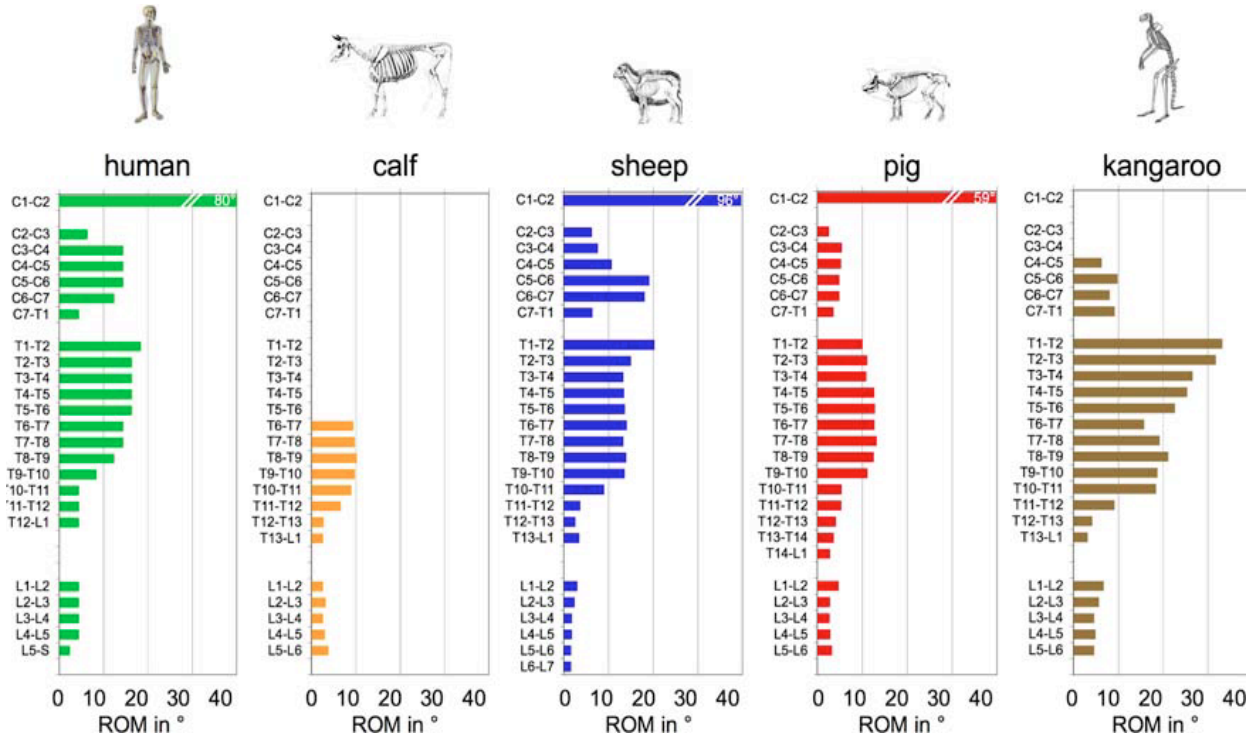 human
calf
sheep
pig
kangaroo
C1-C2
80°
C2-C3
C3-C4
C4-C5
C5-C6
C6-C7
C7-T1
T1-T2
T2-T3
T3-T4
T4-T5
T5-T6
T6-T7
T7-T8
T8-T9
T9-T10
T10-T11
T11-T12
T12-L1
L1-L2
L2-L3
L3-L4
L4-L5
L5-S
0 10 20 30 40
ROM in °
C1-C2
C2-C3
C3-C4
C4-C5
C5-C6
C6-C7
C7-T1
T1-T2
T2-T3
T3-T4
T4-T5
T5-T6
T6-T7
T7-T8
T8-T9
T9-T10
T10-T11
T11-T12
T12-T13
T13-L1
L1-L2
L2-L3
L3-L4
L4-L5
L5-L6
0 10 20 30 40
ROM in °
C1-C2
96°
C2-C3
C3-C4
C4-C5
C5-C6
C6-C7
C7-T1
T1-T2
T2-T3
T3-T4
T4-T5
T5-T6
T6-T7
T7-T8
T8-T9
T9-T10
T10-T11
T11-T12
T12-T13
T13-L1
L1-L2
L2-L3
L3-L4
L4-L5
L5-L6
L6-L7
0 10 20 30 40
ROM in °
C1-C2
59°
C2-C3
C3-C4
C4-C5
C5-C6
C6-C7
C7-T1
T1-T2
T2-T3
T3-T4
T4-T5
T5-T6
T6-T7
T7-T8
T8-T9
T9-T10
T10-T11
T11-T12
T12-T13
T13-T14
T14-L1
L1-L2
L2-L3
L3-L4
L4-L5
L5-L6
0 10 20 30 40
ROM in °
C1-C2
C2-C3
C3-C4
C4-C5
C5-C6
C6-C7
C7-T1
T1-T2
T2-T3
T3-T4
T4-T5
T5-T6
T6-T7
T7-T8
T8-T9
T9-T10
T10-T11
T11-T12
T12-T13
T13-L1
L1-L2
L2-L3
L3-L4
L4-L5
L5-L6
0 10 20 30 40
ROM in °